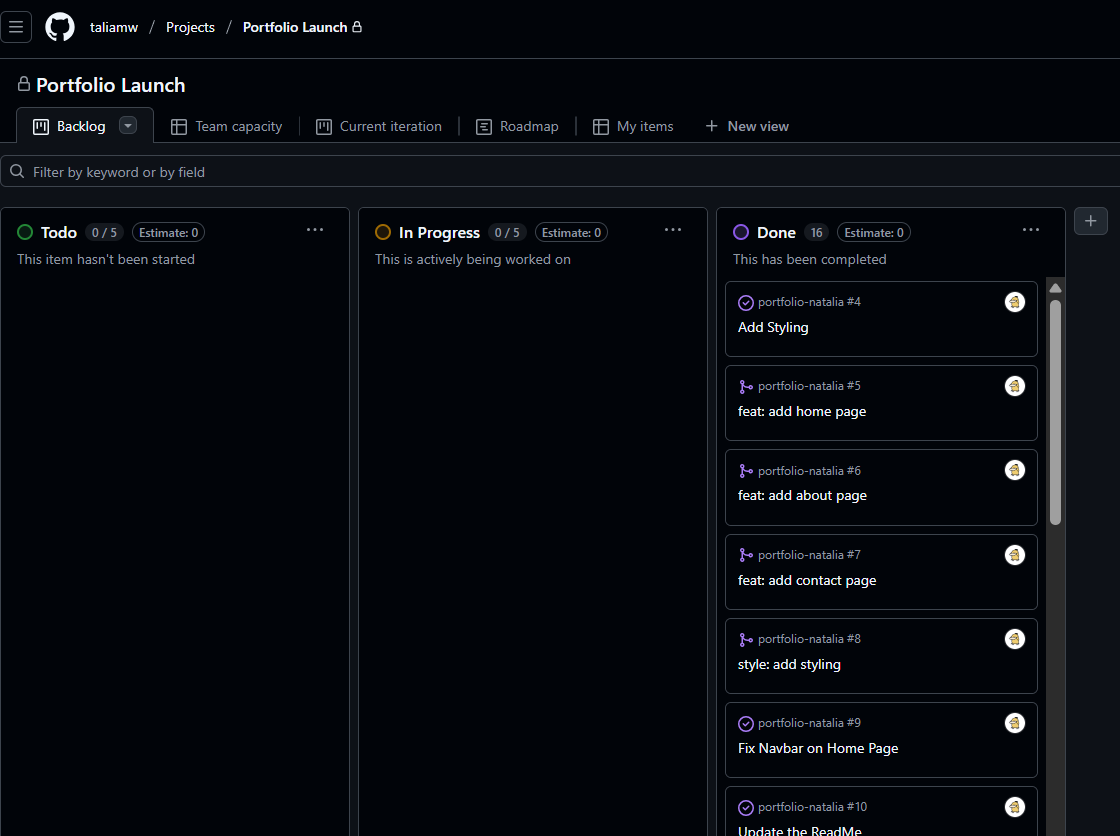 taliamw / Projects / Portfolio Launch
Portfolio Launch
Backlog Team capacity Current iteration Roadmap My items + New view
Filter by keyword or by field
Todo 0 / 5 Estimate: 0 ...
This item hasn't been started
In Progress 0 / 5 Estimate: 0 ...
This is actively being worked on
Done 16 Estimate: 0 ...
This has been completed
portfolio-natalia #4
Add Styling
portfolio-natalia #5
feat: add home page
portfolio-natalia #6
feat: add about page
portfolio-natalia #7
feat: add contact page
portfolio-natalia #8
style: add styling
portfolio-natalia #9
Fix Navbar on Home Page
portfolio-natalia #10
Update the ReadMe